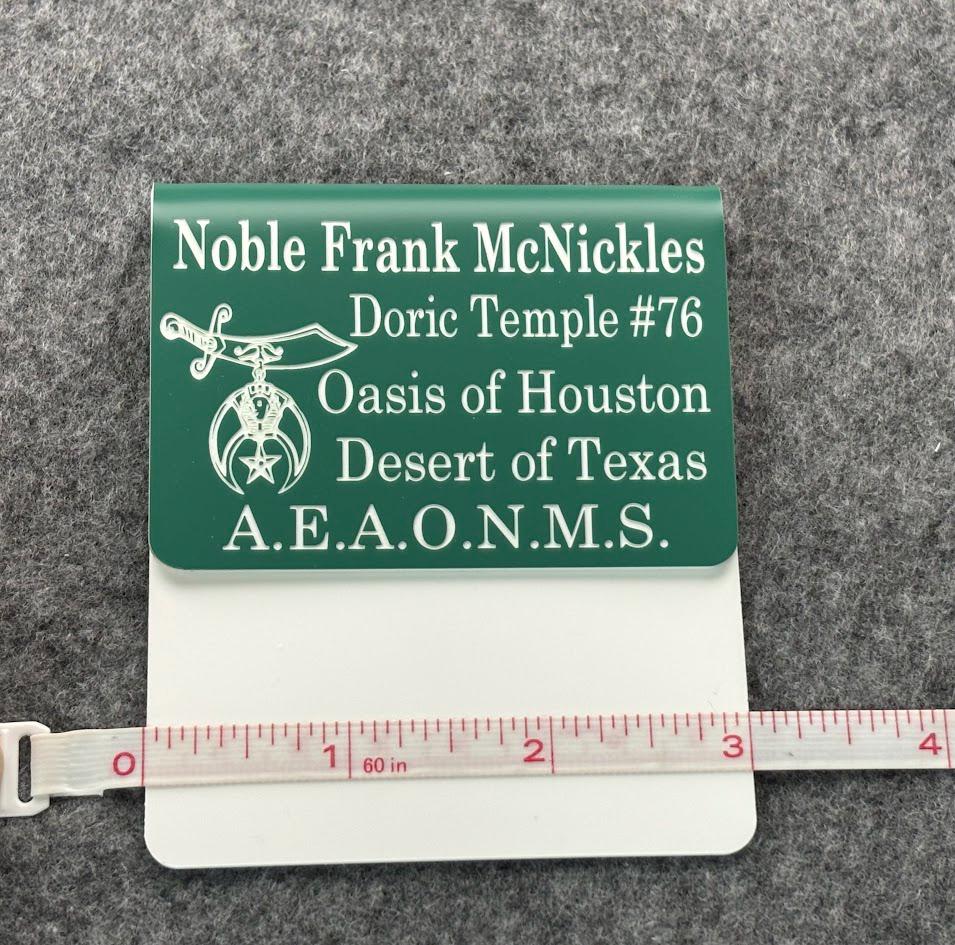 Noble Frank McNickles
Doric Temple #76
Oasis of Houston
Desert of Texas
A.E.A.O.N.M.S.
0 1 60 in 2 3 4